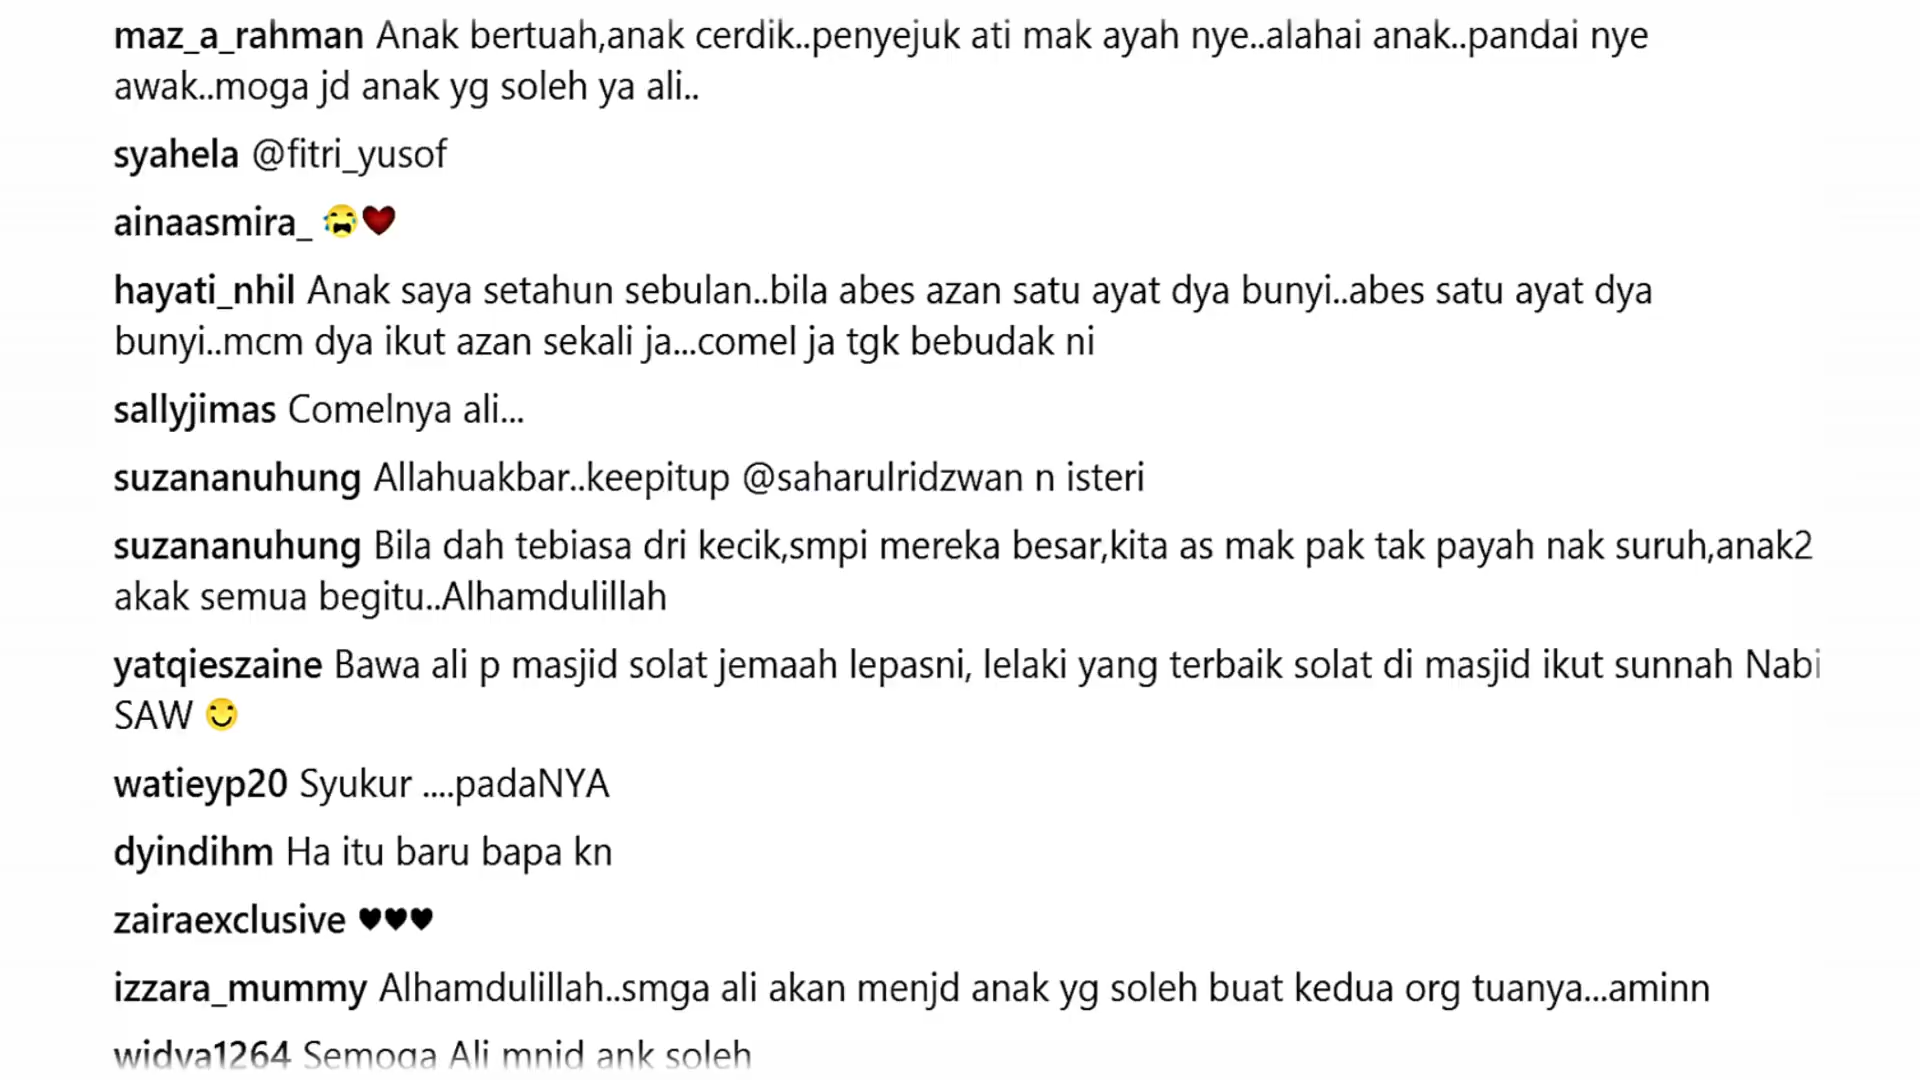 maz_a_rahman Anak bertuah,anak cerdik..penyejuk ati mak ayah nye..alahai anak..pandai nye
awak..moga jd anak yg soleh ya ali..
syahela @fitri_yusof
ainaasmira_ 😭❤
hayati_nhil Anak saya setahun sebulan..bila abes azan satu ayat dya bunyi..abes satu ayat dya
bunyi..mcm dya ikut azan sekali ja...comel ja tgk bebudak ni
sallyjimas Comelnya ali...
suzananuhung Allahuakbar..keepitup @saharulridzwan n isteri
suzananuhung Bila dah tebiasa dri kecik,smpi mereka besar,kita as mak pak tak payah nak suruh,anak2
akak semua begitu..Alhamdulillah
yatqieszaine Bawa ali p masjid solat jemaah lepasni, lelaki yang terbaik solat di masjid ikut sunnah Nabi
SAW 😊
watieyp20 Syukur ....padaNYA
dyindihm Ha itu baru bapa kn
zairaexclusive ♥♥♥
izzara_mummy Alhamdulillah..smga ali akan menjd anak yg soleh buat kedua org tuanya...aminn
widya1264 Semoga Ali mnjd ank soleh